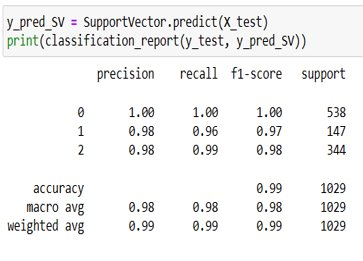 y_pred_SV = SupportVector.predict(X_test)
print(classification_report(y_test, y_pred_SV))
precision recall f1-score support
0 1.00 1.00 1.00 538
1 0.98 0.96 0.97 147
2 0.98 0.99 0.98 344
accuracy 0.99 1029
macro avg 0.98 0.98 0.98 1029
weighted avg 0.99 0.99 0.99 1029